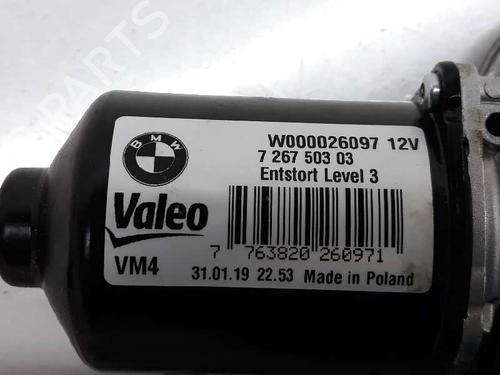 PARTS
BMW
W000026097 12V
7 267 503 03
Entstort Level 3
Valeo
7 763820 260971
VM4
31.01.19 22.53 Made in Poland